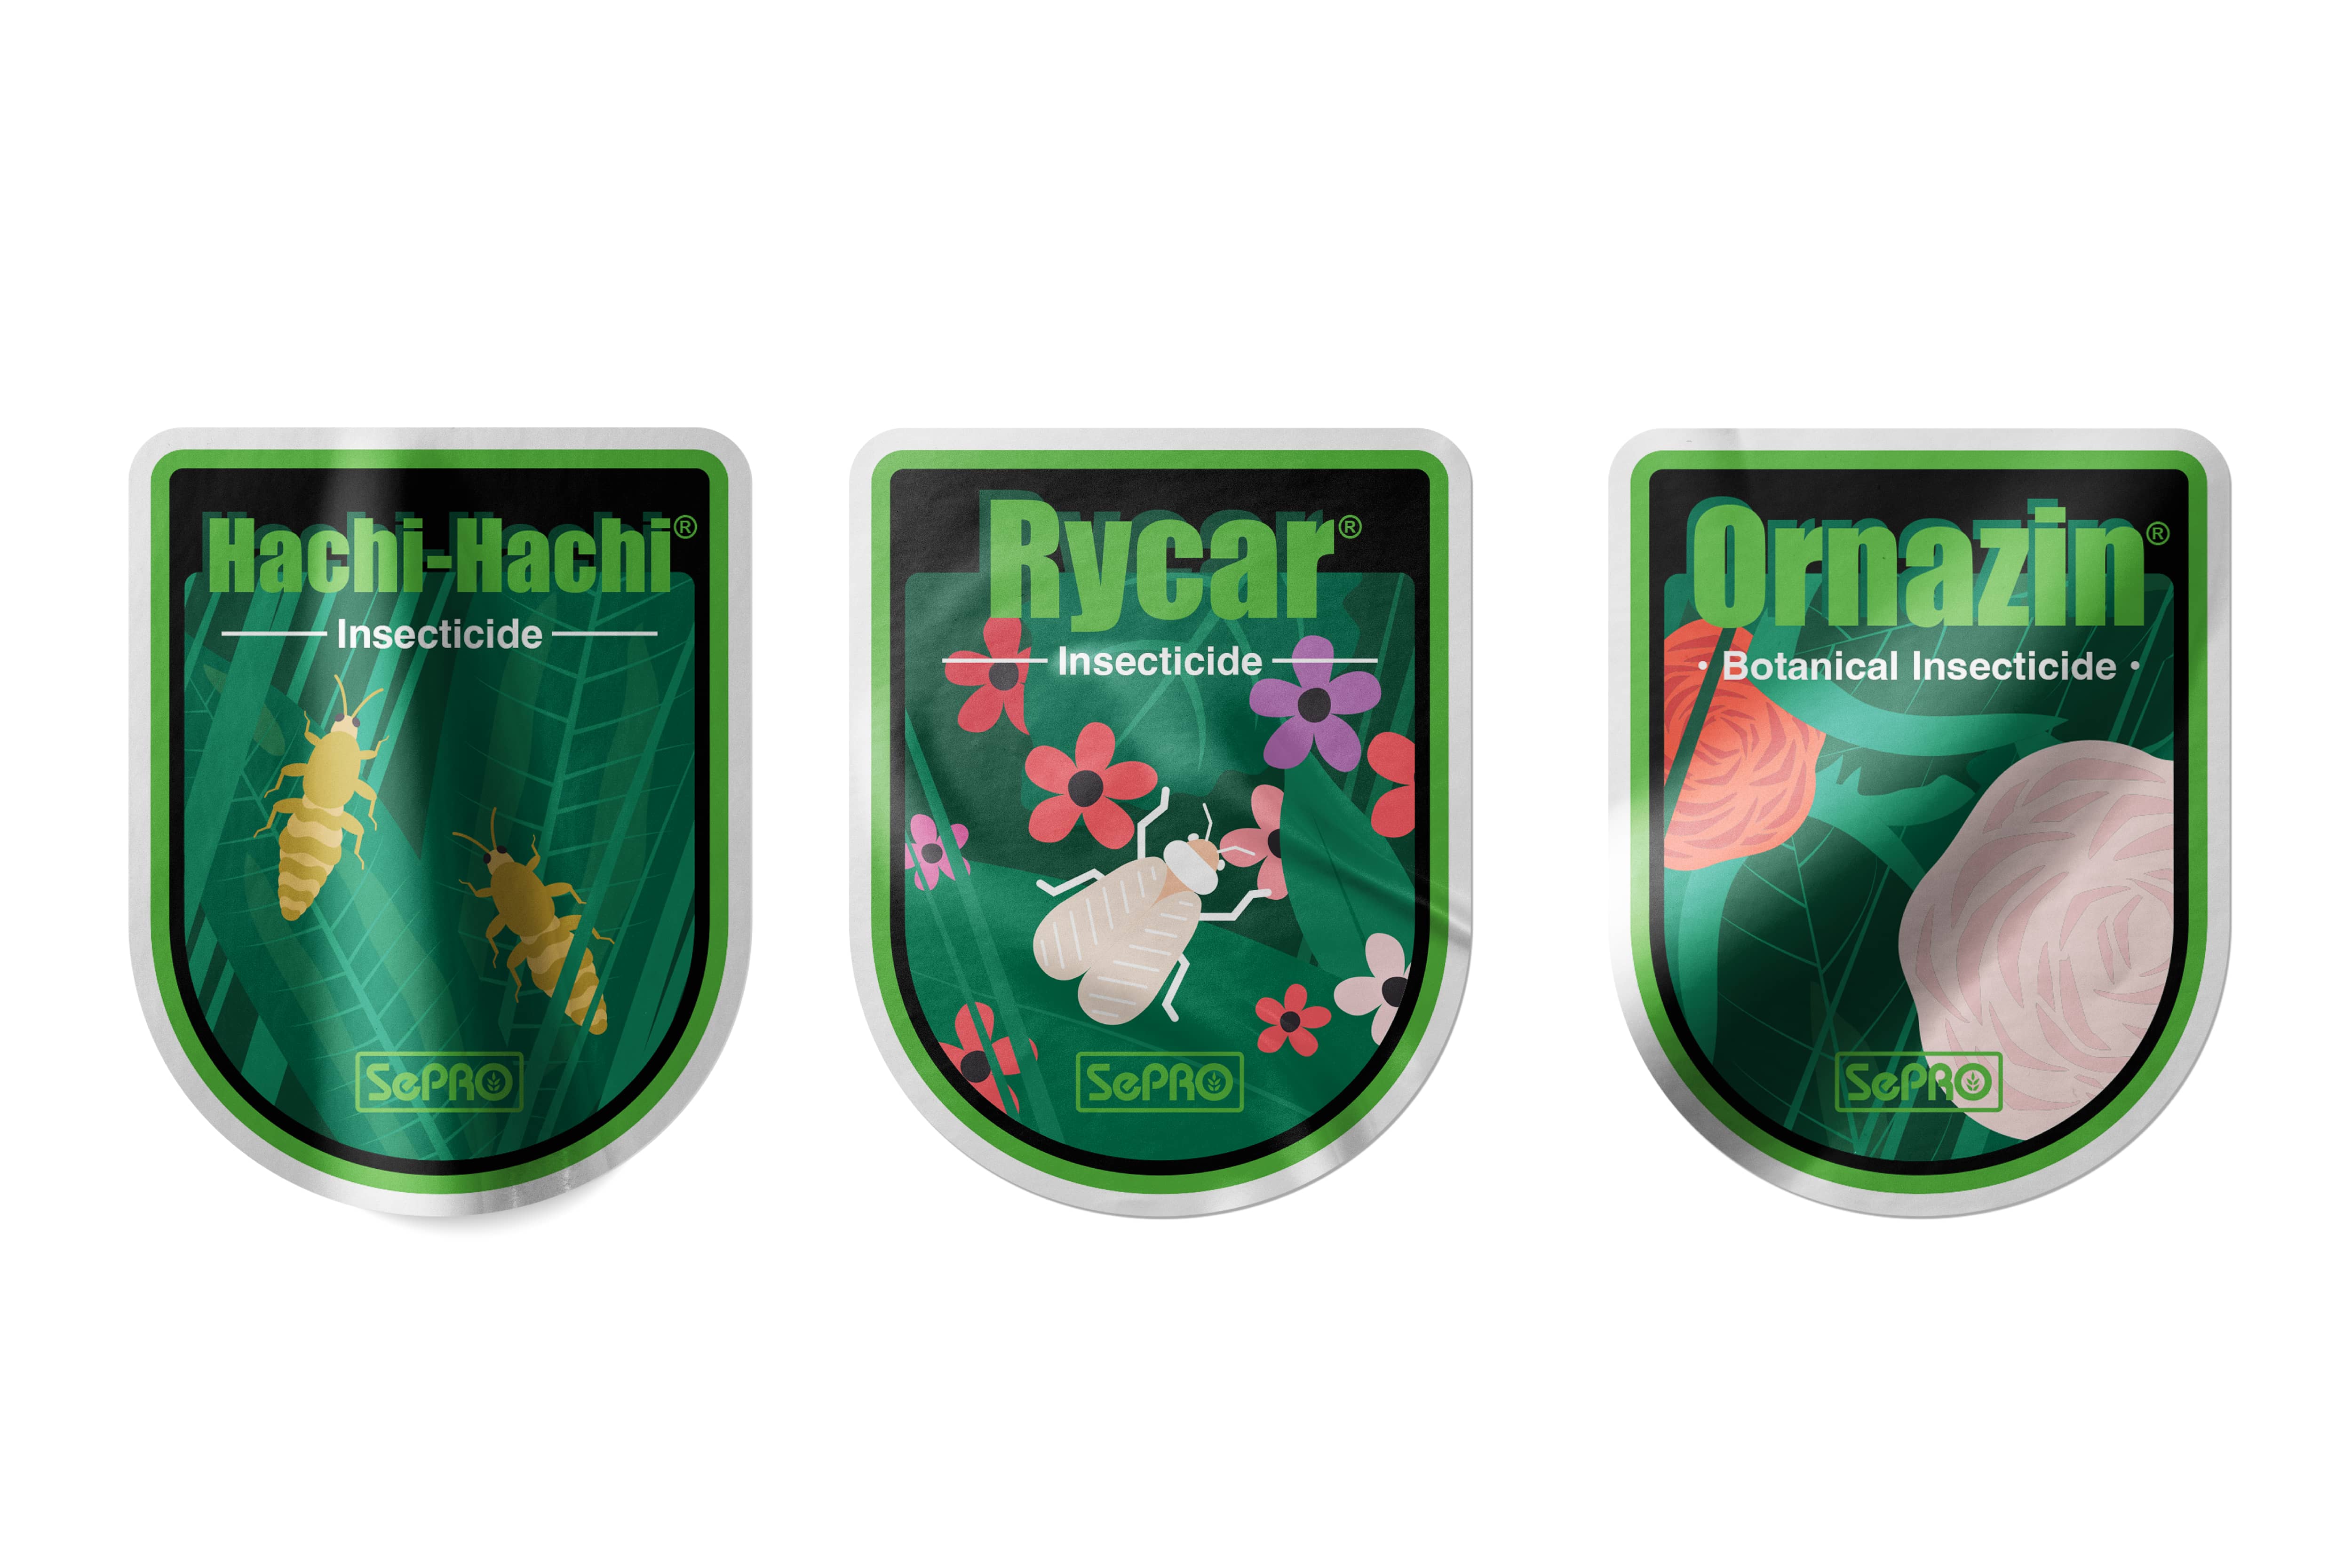 Hachi-Hachi®
Insecticide
SePRO
Rycar®
Insecticide
SePRO
Ornazin®
• Botanical Insecticide •
SePRO